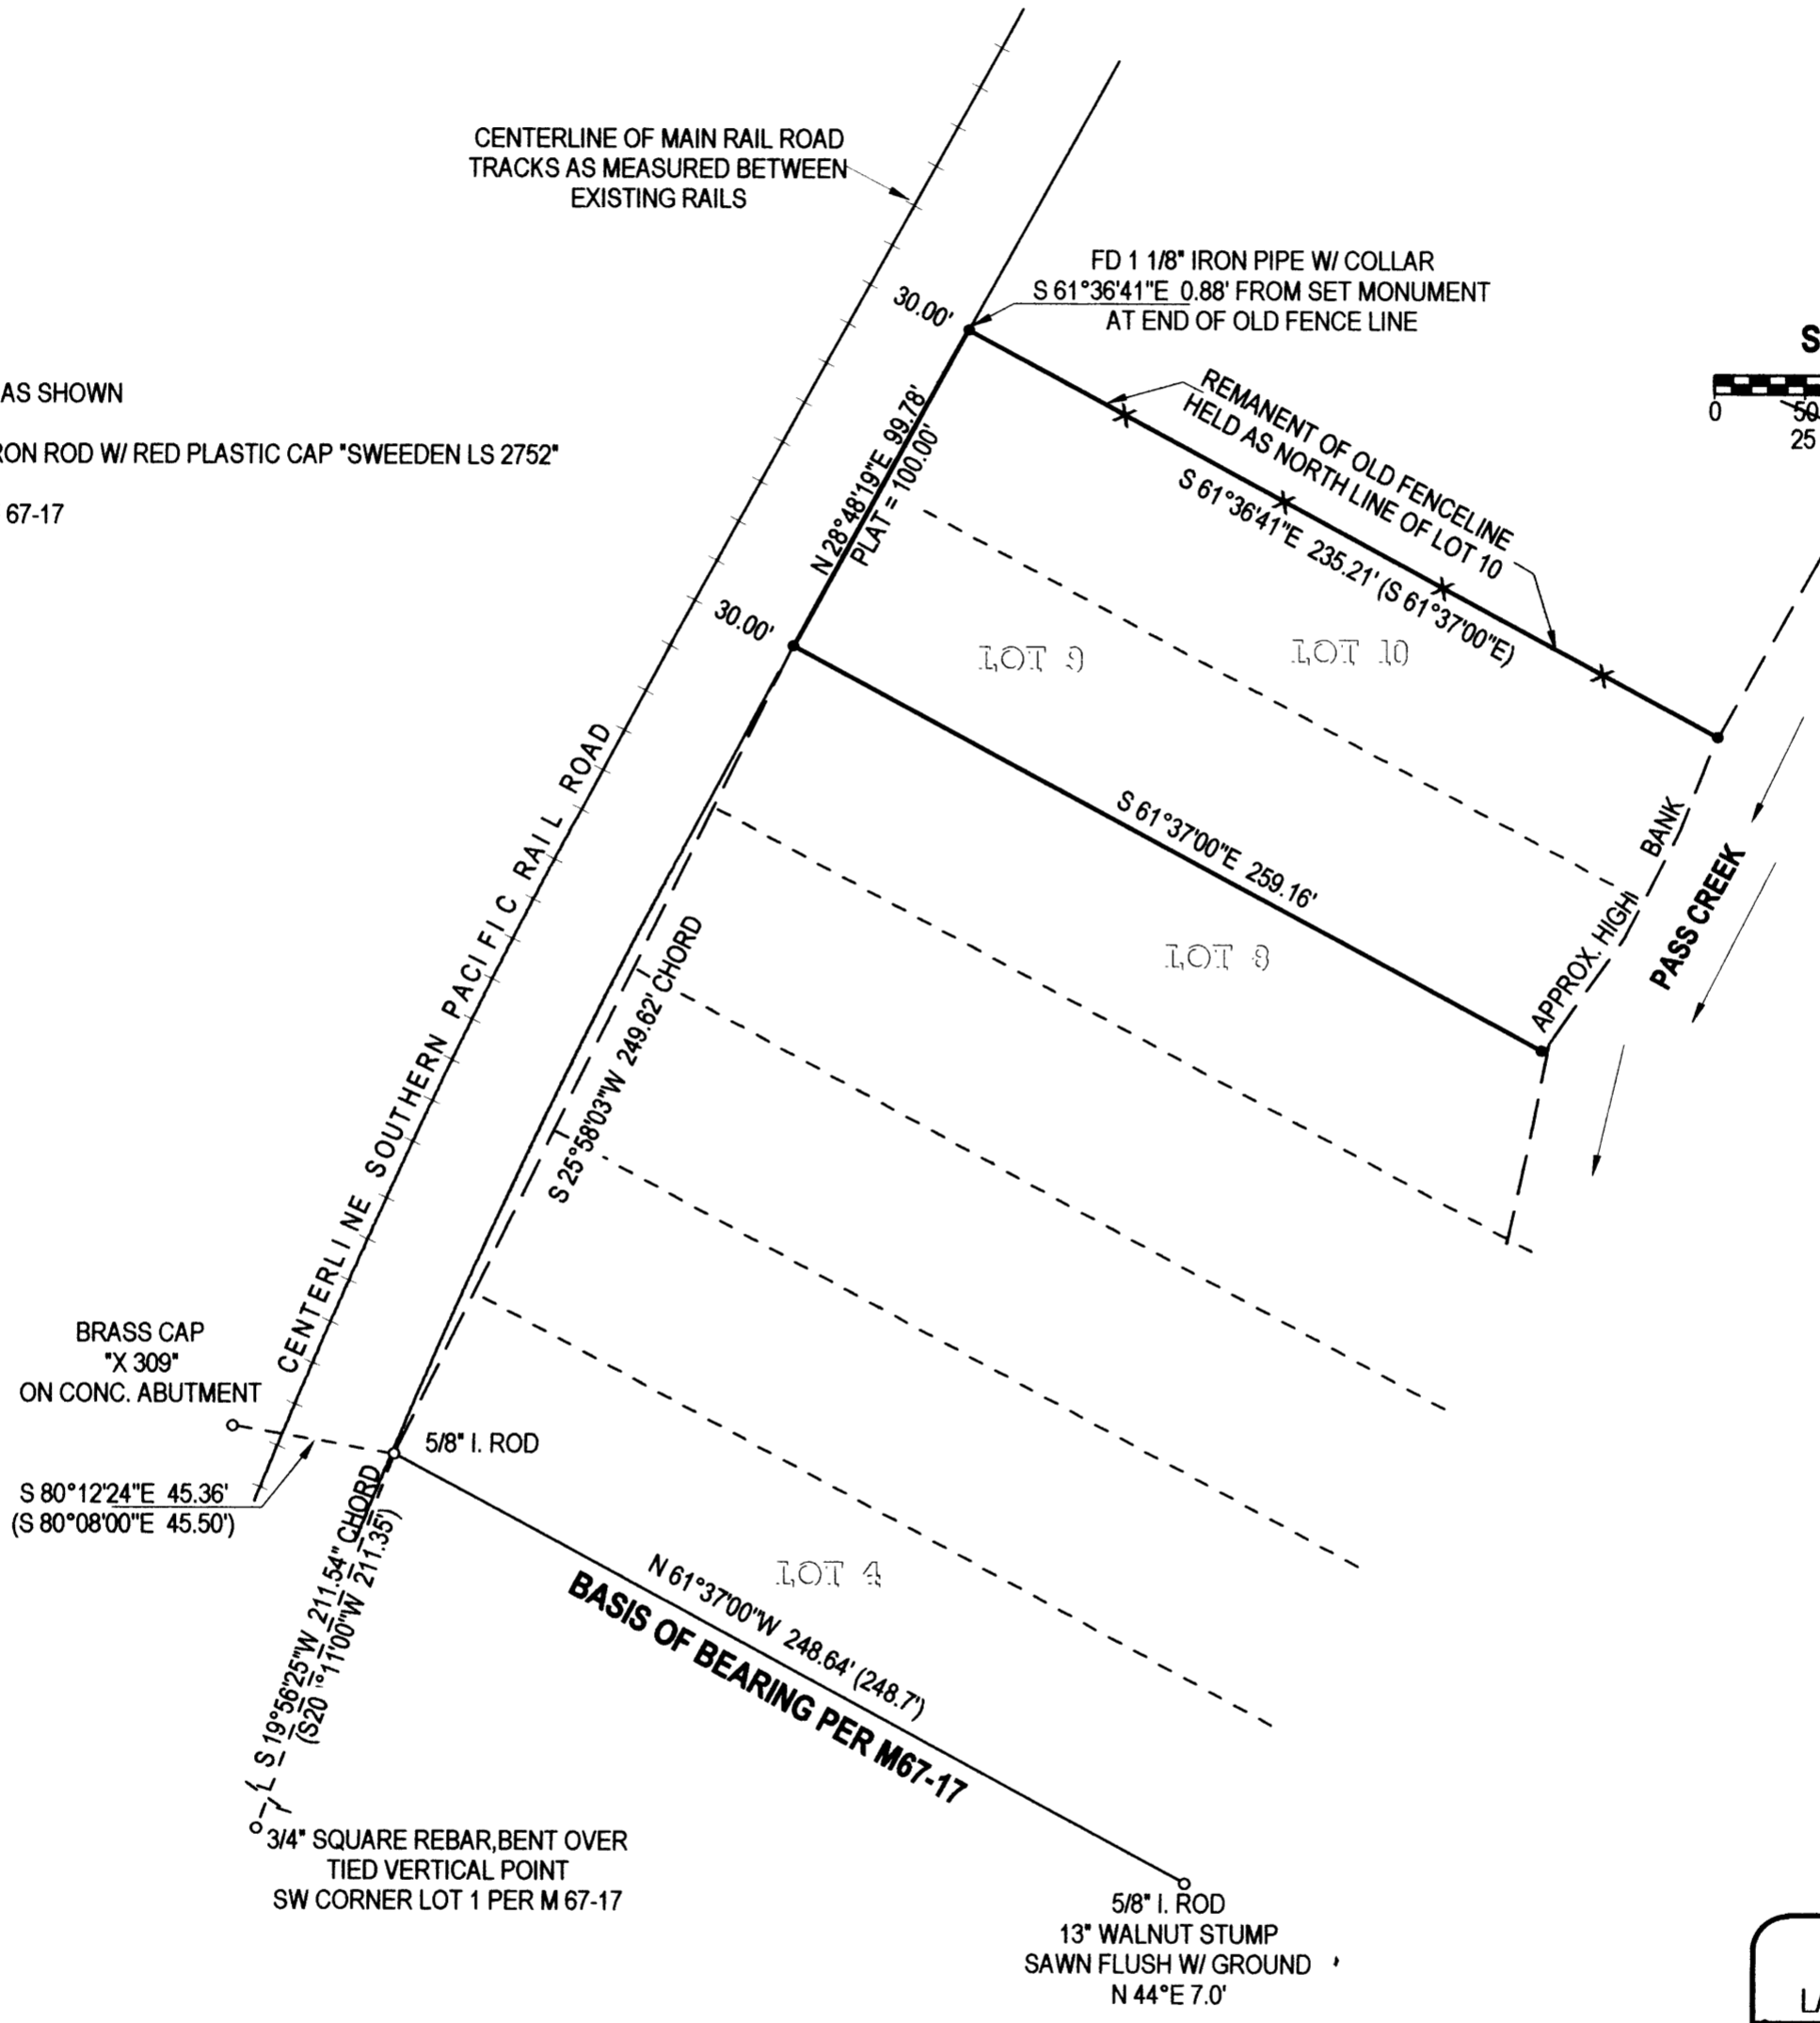 CENTERLINE OF MAIN RAIL ROAD
TRACKS AS MEASURED BETWEEN
EXISTING RAILS
FD 1 1/8" IRON PIPE W/ COLLAR
S 61°36'41"E 0.88' FROM SET MONUMENT
AT END OF OLD FENCE LINE
30.00'
AS SHOWN
RON ROD W/ RED PLASTIC CAP "SWEEDEN LS 2752"
67-17
S
0
50
25
REMANENT OF OLD FENCELINE
HELD AS NORTH LINE OF LOT 10
S 61°36'41"E 235.21' (S 61°37'00"E)
N 28°48'19"E 99.78'
PLAT = 100.00'
30.00'
LOT 9
LOT 10
S 61°37'00"E 259.16'
LOT 8
APPROX. HIGH BANK
PASS CREEK
CENTERLINE SOUTHERN PACIFIC RAIL ROAD
S 25°58'03"W 249.62' CHORD
BRASS CAP
"X 309"
ON CONC. ABUTMENT
5/8" I. ROD
S 80°12'24"E 45.36'
(S 80°08'00"E 45.50')
S 19°56'25"W 211.54" CHORD
(S20°11'00"W 211.35')
LOT 4
N 61°37'00"W 248.64' (248.7')
BASIS OF BEARING PER M67-17
3/4" SQUARE REBAR,BENT OVER
TIED VERTICAL POINT
SW CORNER LOT 1 PER M 67-17
5/8" I. ROD
13" WALNUT STUMP
SAWN FLUSH W/ GROUND
N 44°E 7.0'
LA